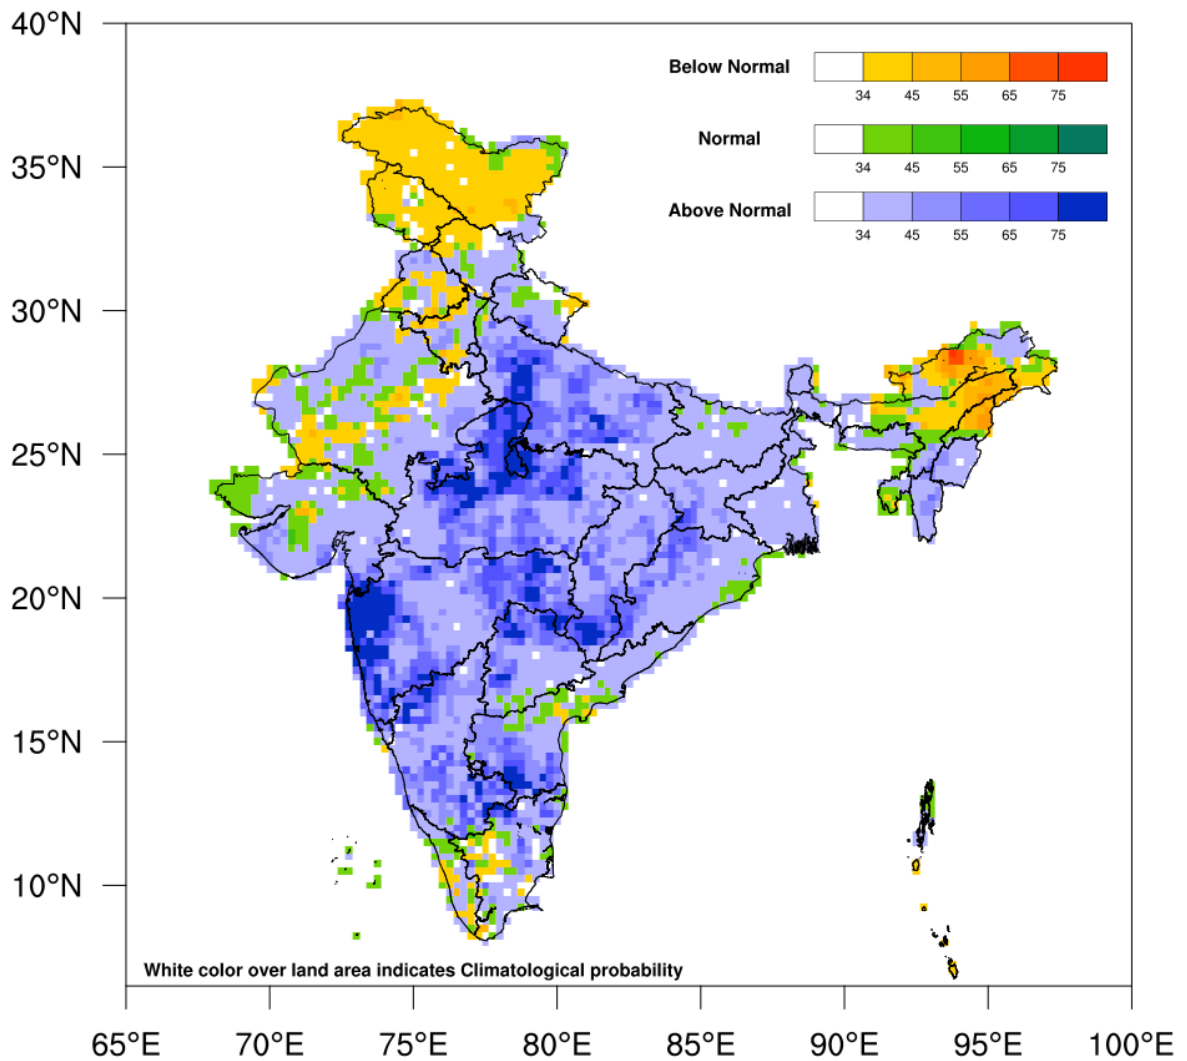 40°N
Below Normal
34 45 55 65 75
Normal
34 45 55 65 75
35°N
Above Normal
34 45 55 65 75
30°N
25°N
20°N
15°N
10°N
White color over land area indicates Climatological probability
65°E 70°E 75°E 80°E 85°E 90°E 95°E 100°E